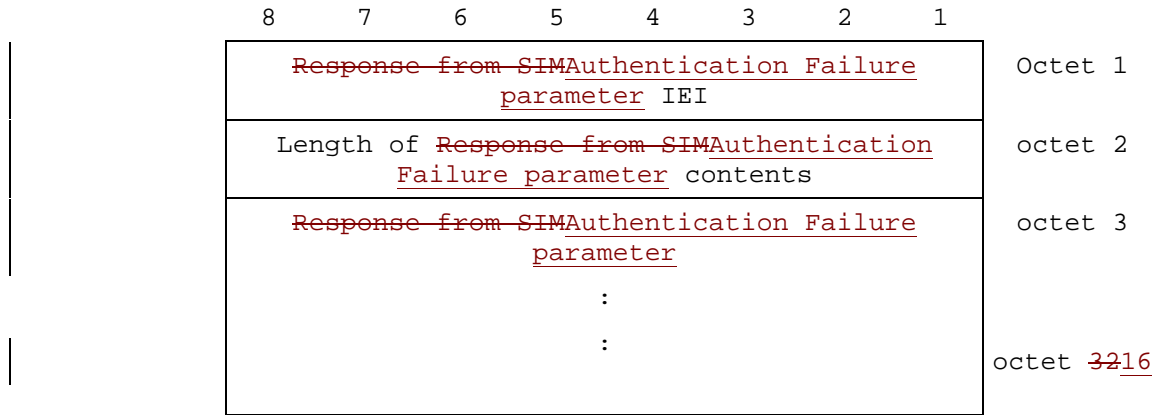 8 7 6 5 4 3 2 1
Response from SIMAuthentication Failure Octet 1
parameter IEI
Length of Response from SIMAuthentication octet 2
Failure parameter contents
Response from SIMAuthentication Failure octet 3
parameter
:
:
octet 3216